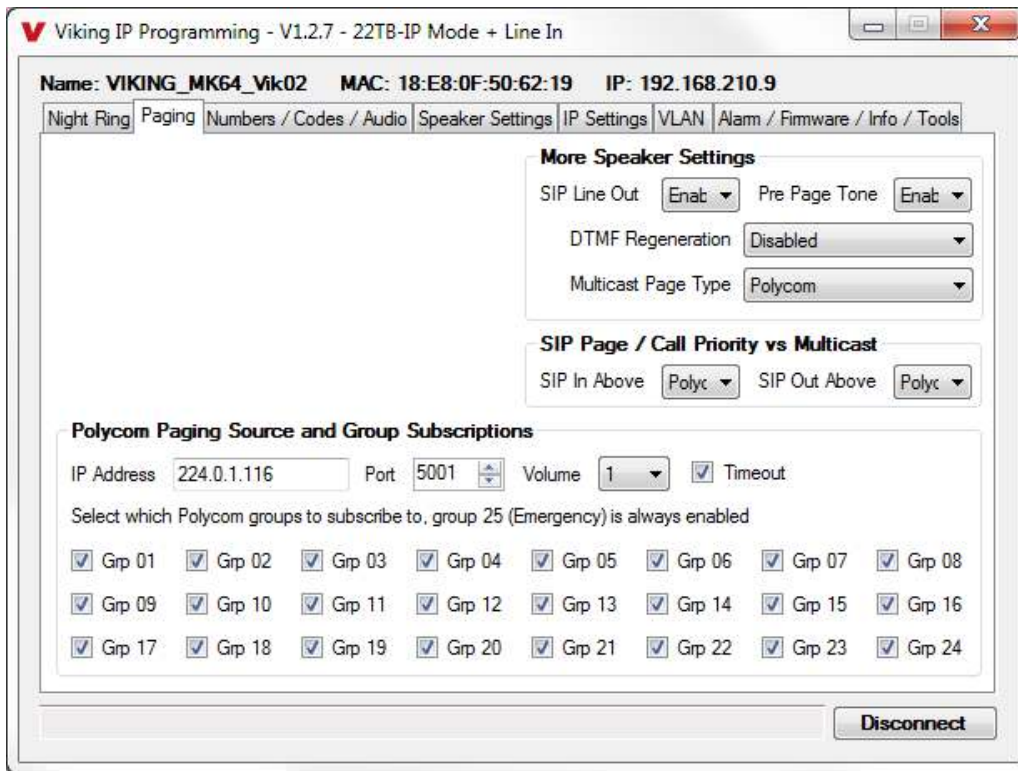 Viking IP Programming - V1.2.7 - 22TB-IP Mode + Line In
Name: VIKING_MK64_Vik02 MAC: 18:E8:0F:50:62:19 IP: 192.168.210.9
Night Ring Paging Numbers / Codes / Audio Speaker Settings IP Settings VLAN Alarm / Firmware / Info / Tools
More Speaker Settings
SIP Line Out Enab Pre Page Tone Enab
DTMF Regeneration Disabled
Multicast Page Type Polycom
SIP Page / Call Priority vs Multicast
SIP In Above Polyc SIP Out Above Polyc
Polycom Paging Source and Group Subscriptions
IP Address 224.0.1.116 Port 5001 Volume 1 Timeout
Select which Polycom groups to subscribe to, group 25 (Emergency) is always enabled
Grp 01 Grp 02 Grp 03 Grp 04 Grp 05 Grp 06 Grp 07 Grp 08
Grp 09 Grp 10 Grp 11 Grp 12 Grp 13 Grp 14 Grp 15 Grp 16
Grp 17 Grp 18 Grp 19 Grp 20 Grp 21 Grp 22 Grp 23 Grp 24
Disconnect